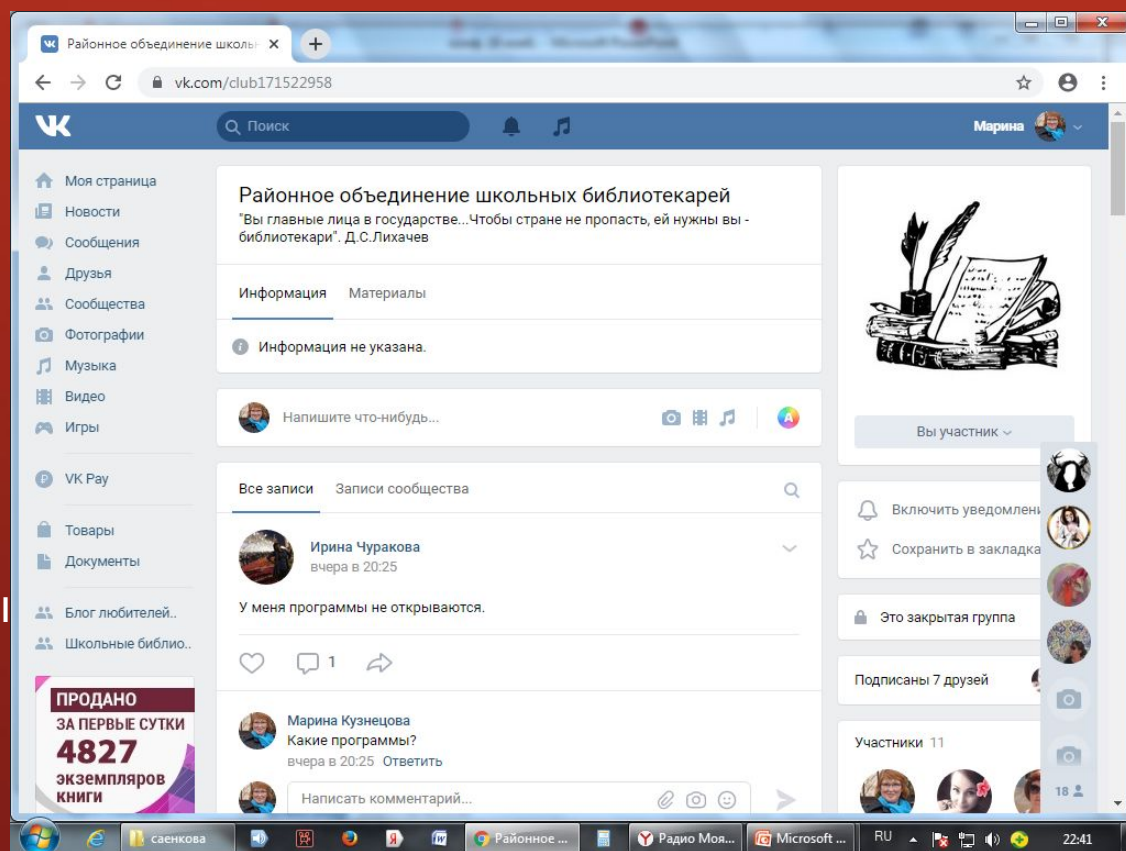 Районное объединение школь
vk.com/club171522958
Поиск
Марина
Моя страница
Новости
Сообщения
Друзья
Сообщества
Фотографии
Музыка
Видео
Игры
VK Pay
Товары
Документы
Блог любителей..
Школьные библио..
ПРОДАНО
ЗА ПЕРВЫЕ СУТКИ
4827
экземпляров
книги
Районное объединение школьных библиотекарей
"Вы главные лица в государстве...Чтобы стране не пропасть, ей нужны вы -
библиотекари". Д.С.Лихачев
Информация Материалы
Информация не указана.
Напишите что-нибудь...
Все записи Записи сообщества
Ирина Чуракова
вчера в 20:25
У меня программы не открываются.
1
Марина Кузнецова
Какие программы?
вчера в 20:25 Ответить
Написать комментарий...
Вы участник
Включить уведомлени
Сохранить в закладка
Это закрытая группа
Подписаны 7 друзей
Участники 11
18
саенкова
Районное ...
Радио Моя...
Microsoft ...
RU
22:41